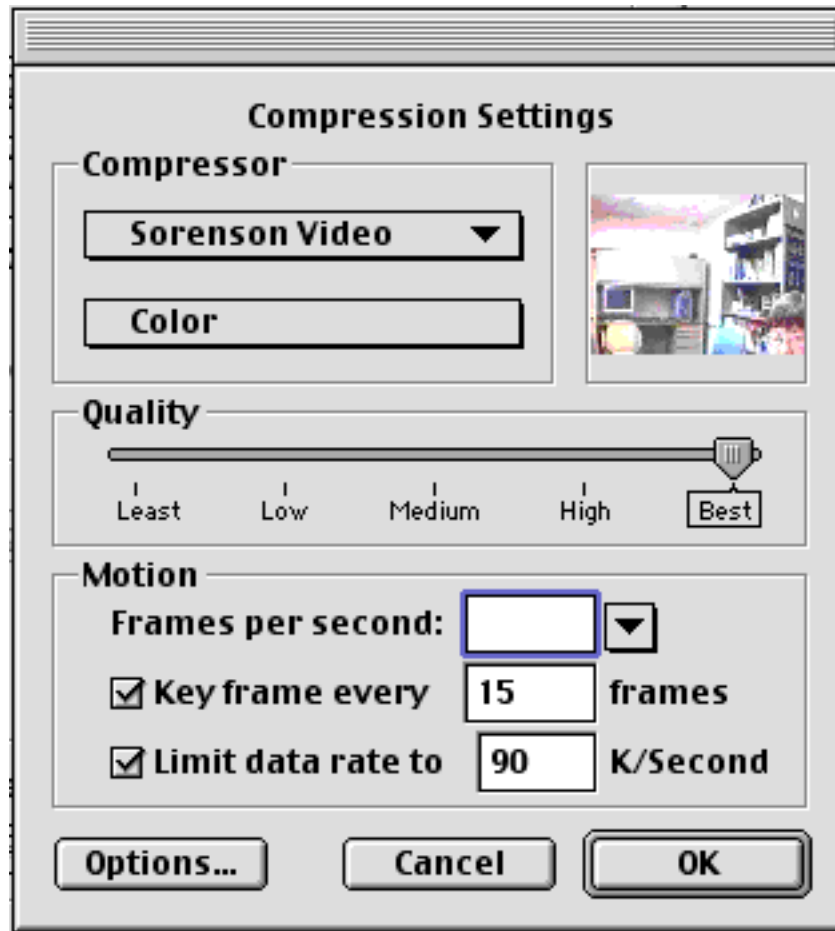 Compression Settings
Compressor
Sorenson Video
Color
Quality
Least Low Medium High Best
Motion
Frames per second:
Key frame every 15 frames
Limit data rate to 90 K/Second
Options... Cancel OK